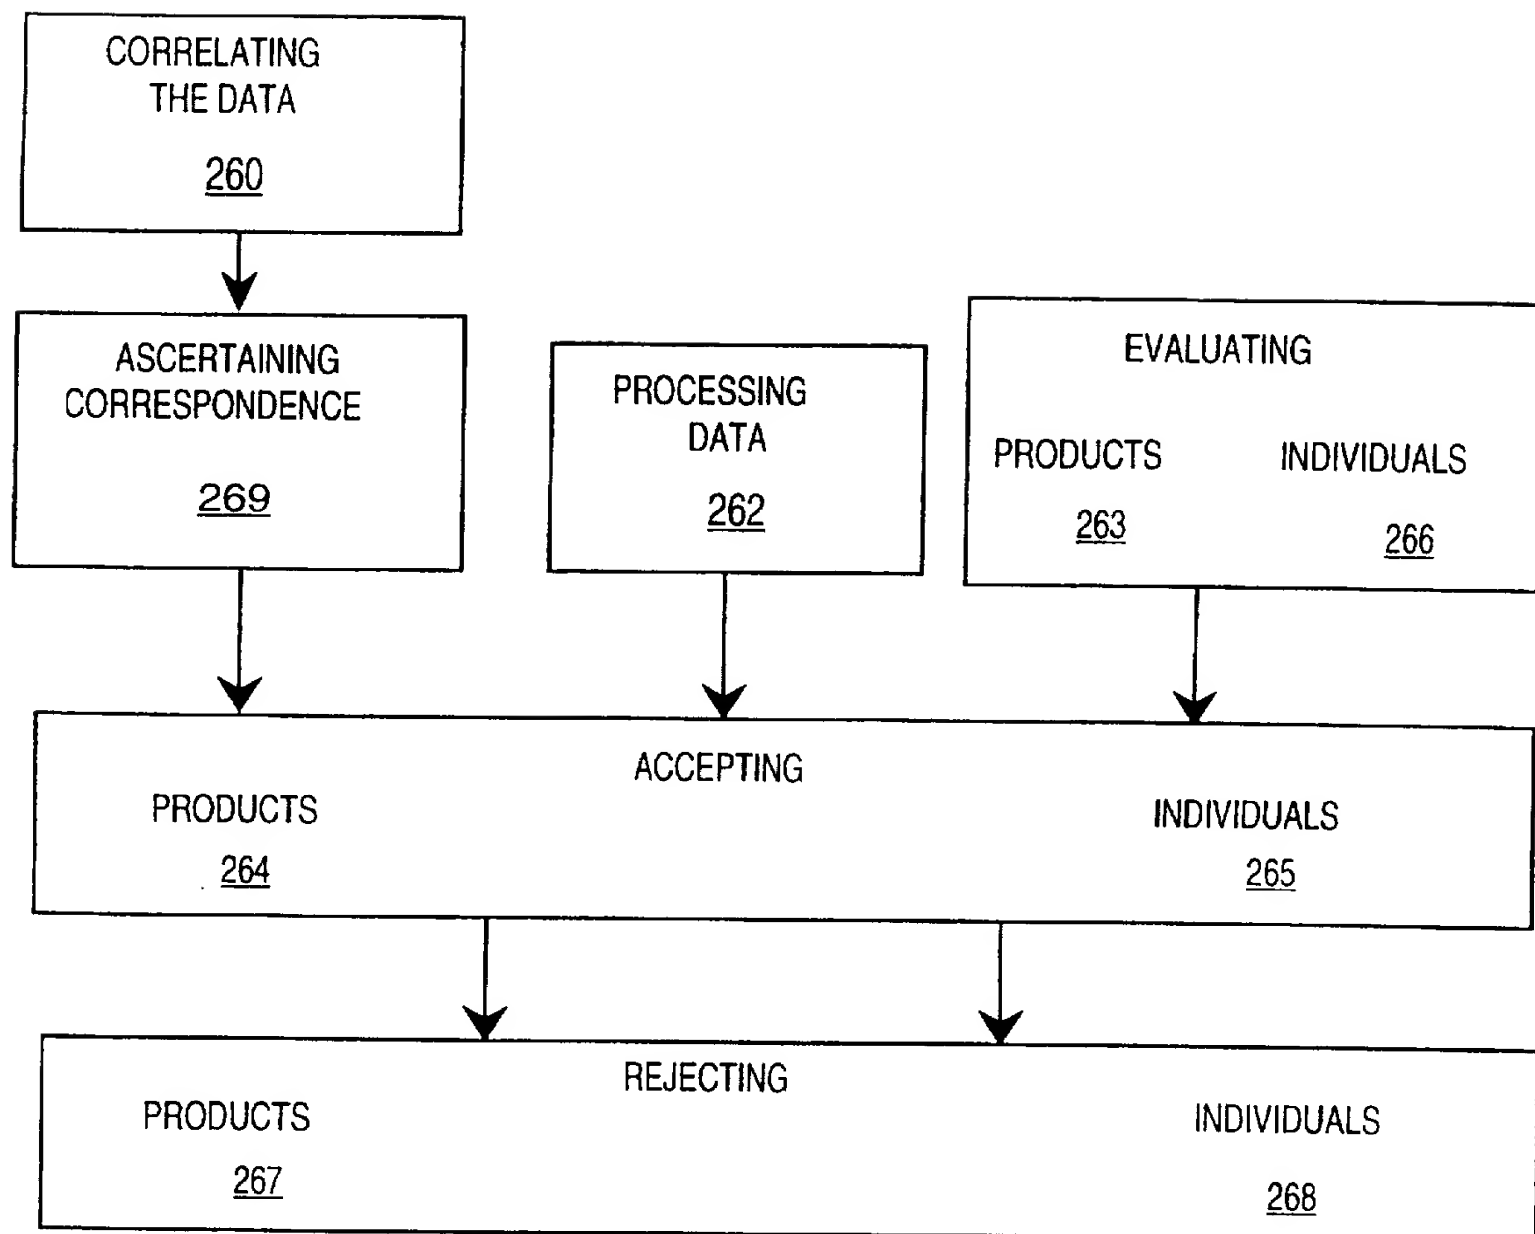 CORRELATING
THE DATA
260
ASCERTAINING
CORRESPONDENCE
269
PROCESSING
DATA
262
EVALUATING
PRODUCTS INDIVIDUALS
263 266
ACCEPTING
PRODUCTS INDIVIDUALS
264 265
REJECTING
PRODUCTS INDIVIDUALS
267 268